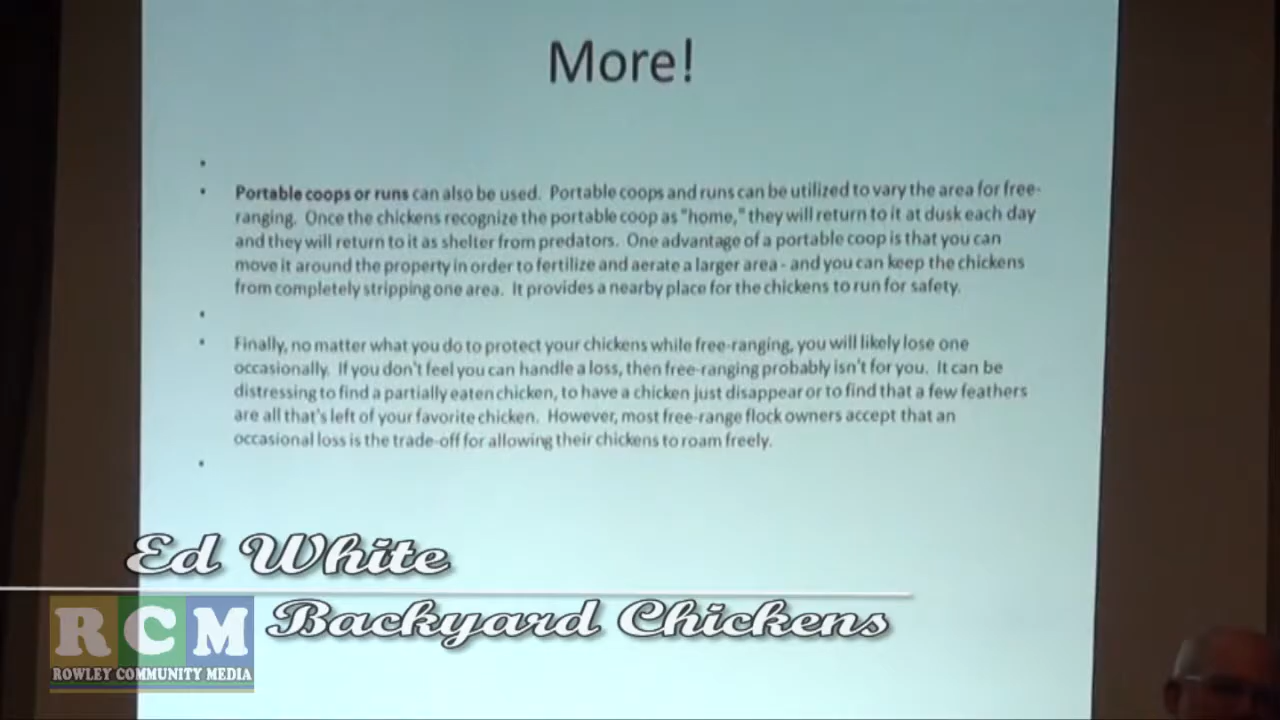 More!
•
• Portable coops or runs can also be used. Portable coops and runs can be utilized to vary the area for free-
ranging. Once the chickens recognize the portable coop as "home," they will return to it at dusk each day
and they will return to it as shelter from predators. One advantage of a portable coop is that you can
move it around the property in order to fertilize and aerate a larger area - and you can keep the chickens
from completely stripping one area. It provides a nearby place for the chickens to run for safety.
•
• Finally, no matter what you do to protect your chickens while free-ranging, you will likely lose one
occasionally. If you don't feel you can handle a loss, then free-ranging probably isn't for you. It can be
distressing to find a partially eaten chicken, to have a chicken just disappear or to find that a few feathers
are all that's left of your favorite chicken. However, most free-range flock owners accept that an
occasional loss is the trade-off for allowing their chickens to roam freely.
•
Ed White
Backyard Chickens
RCM
ROWLEY COMMUNITY MEDIA